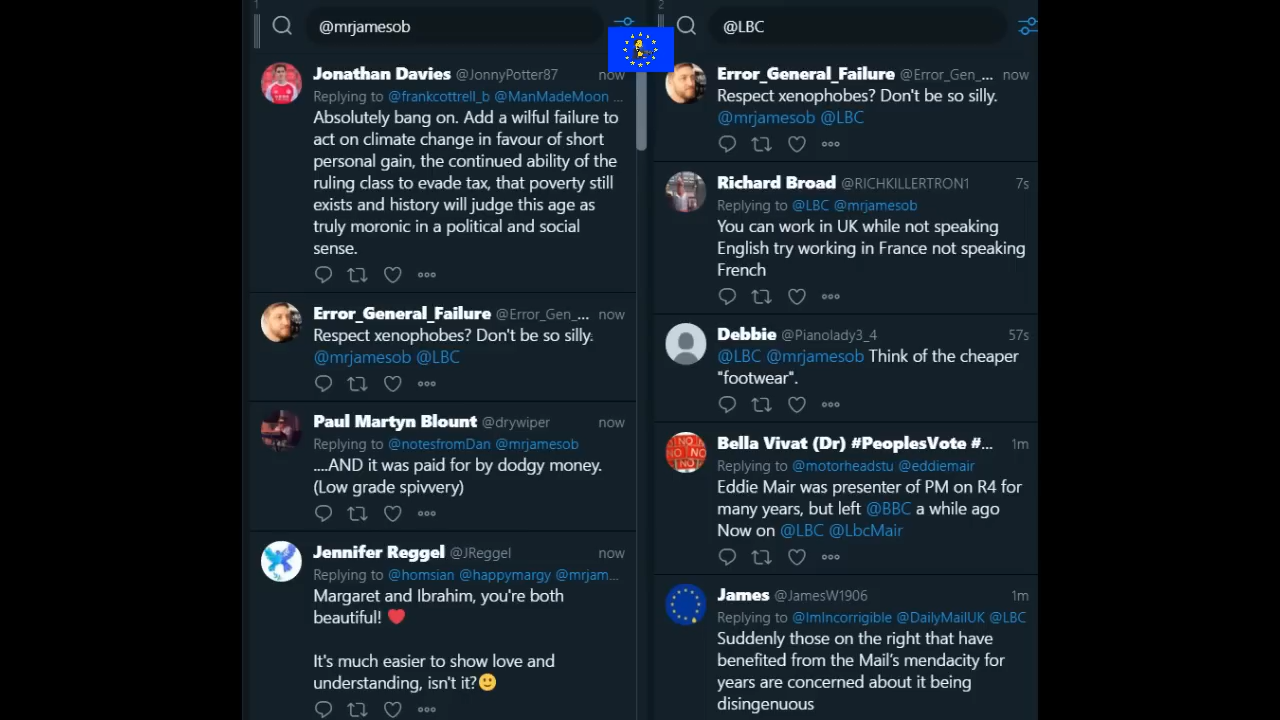 1
@mrjamesob
Jonathan Davies @JonnyPotter87 now
Replying to @frankcottrell_b @ManMadeMoon ...
Absolutely bang on. Add a wilful failure to
act on climate change in favour of short
personal gain, the continued ability of the
ruling class to evade tax, that poverty still
exists and history will judge this age as
truly moronic in a political and social
sense.
Error_General_Failure @Error_Gen_... now
Respect xenophobes? Don't be so silly.
@mrjamesob @LBC
Paul Martyn Blount @drywiper now
Replying to @notesfromDan @mrjamesob
....AND it was paid for by dodgy money.
(Low grade spivvery)
Jennifer Reggel @JReggel now
Replying to @homsian @happymargy @mrjam...
Margaret and Ibrahim, you're both
beautiful! ❤️
It's much easier to show love and
understanding, isn't it?🙂
2
@LBC
Error_General_Failure @Error_Gen_... now
Respect xenophobes? Don't be so silly.
@mrjamesob @LBC
Richard Broad @RICHKILLERTRON1 7s
Replying to @LBC @mrjamesob
You can work in UK while not speaking
English try working in France not speaking
French
Debbie @Pianolady3_4 57s
@LBC @mrjamesob Think of the cheaper
"footwear".
Bella Vivat (Dr) #PeoplesVote #... 1m
Replying to @motorheadstu @eddiemair
Eddie Mair was presenter of PM on R4 for
many years, but left @BBC a while ago
Now on @LBC @LbcMair
James @JamesW1906 1m
Replying to @ImIncorrigible @DailyMailUK @LBC
Suddenly those on the right that have
benefited from the Mail's mendacity for
years are concerned about it being
disingenuous